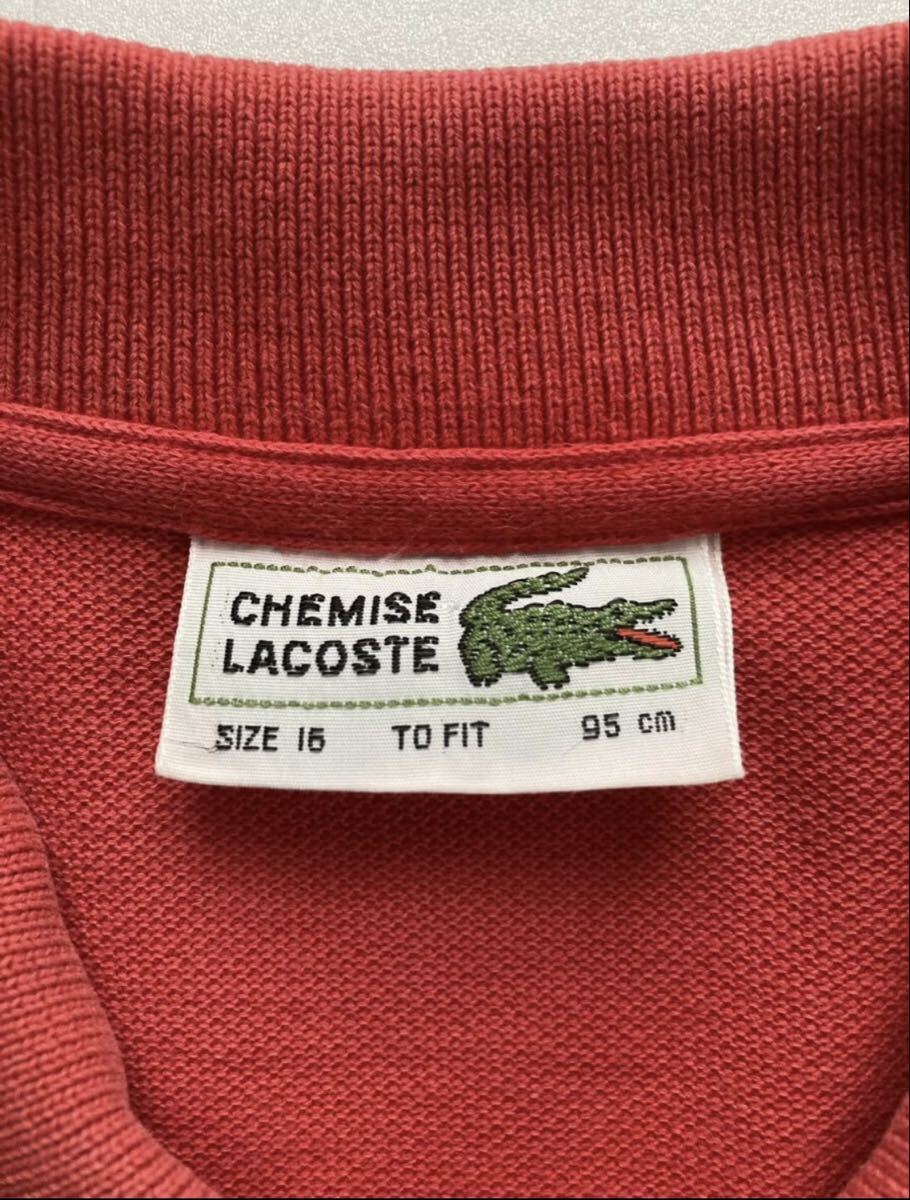 CHEMISE
LACOSTE
SIZE 16 TO FIT 95 cm